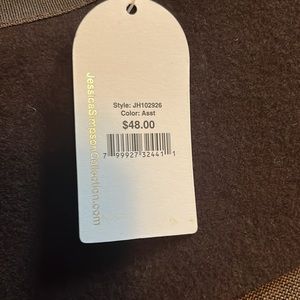 Style: JH102926
Color: Asst
$48.00
7 99927 32441 1
JessicaSimpsonCollection.com